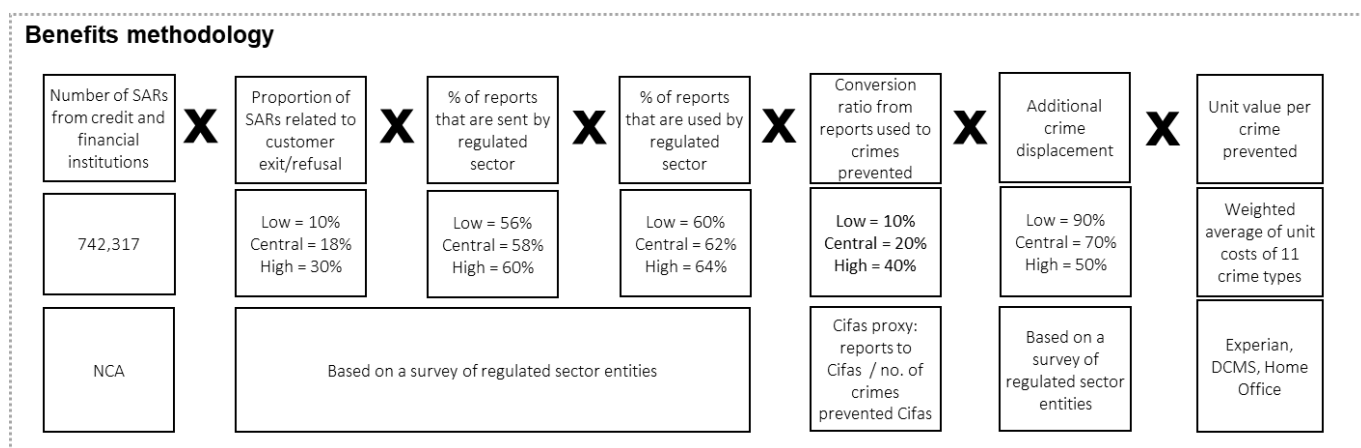 Benefits methodology
Number of SARs
from credit and
financial
institutions
X
Proportion of
SARs related to
customer
exit/refusal
X
% of reports
that are sent by
regulated
sector
X
% of reports
that are used by
regulated
sector
X
Conversion
ratio from
reports used to
crimes
prevented
X
Additional
crime
displacement
X
Unit value per
crime
prevented
742,317
Low = 10%
Central = 18%
High = 30%
Low = 56%
Central = 58%
High = 60%
Low = 60%
Central = 62%
High = 64%
Low = 10%
Central = 20%
High = 40%
Low = 90%
Central = 70%
High = 50%
Weighted
average of unit
costs of 11
crime types
NCA
Based on a survey of regulated sector entities
Cifas proxy:
reports to
Cifas / no. of
crimes
prevented Cifas
Based on a
survey of
regulated sector
entities
Experian,
DCMS, Home
Office